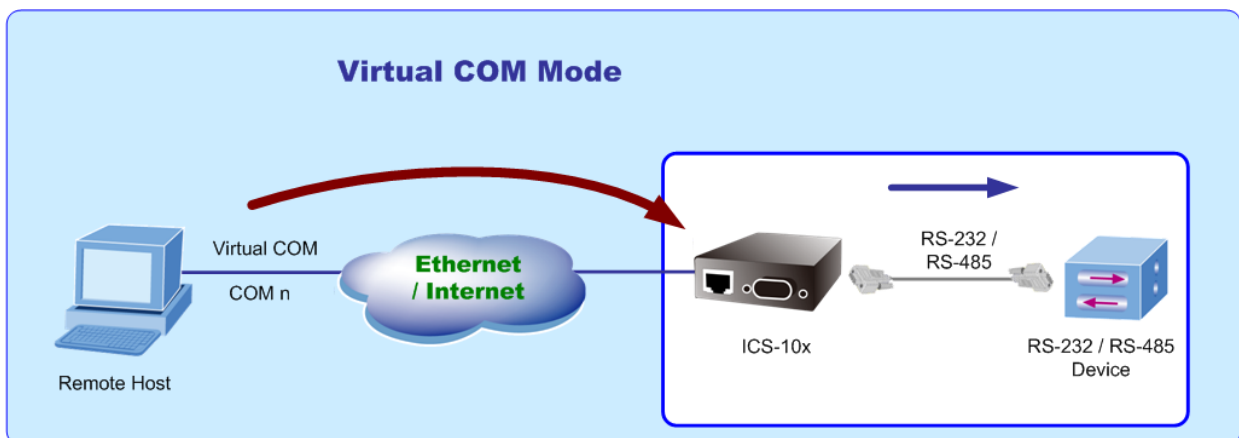 Virtual COM Mode
Virtual COM
COM n
Ethernet
/ Internet
RS-232 /
RS-485
Remote Host
ICS-10x
RS-232 / RS-485
Device